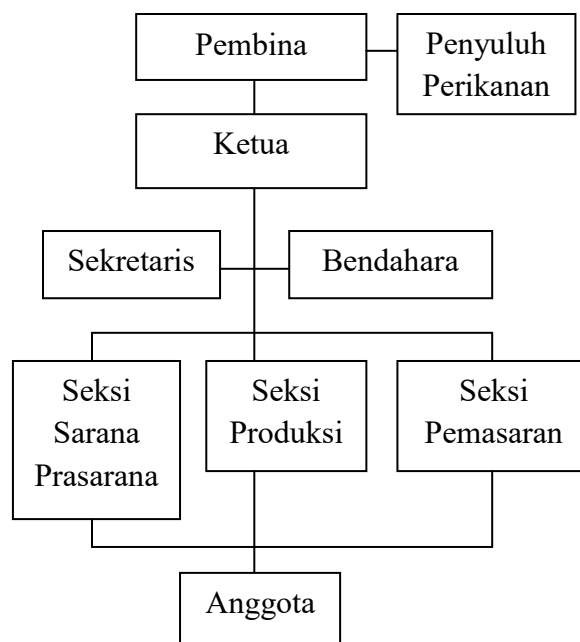 Pembina
Penyuluh
Perikanan
Ketua
Sekretaris
Bendahara
Seksi
Sarana
Prasarana
Seksi
Produksi
Seksi
Pemasaran
Anggota